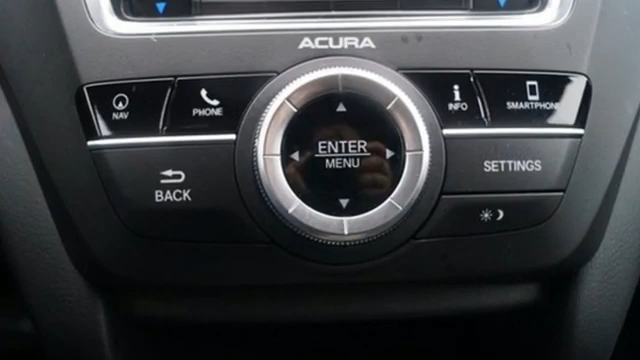 ACURA
NAV
PHONE
INFO
SMARTPHONE
ENTER
MENU
BACK
SETTINGS